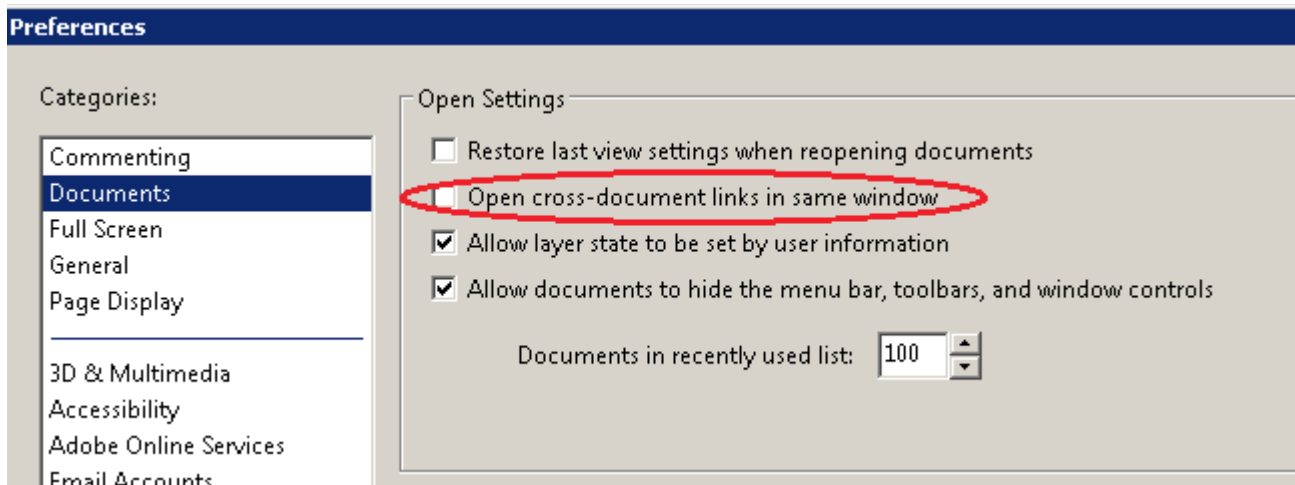 Preferences
Categories:
Commenting
Documents
Full Screen
General
Page Display
3D & Multimedia
Accessibility
Adobe Online Services
Email Accounts
Open Settings
Restore last view settings when reopening documents
Open cross-document links in same window
Allow layer state to be set by user information
Allow documents to hide the menu bar, toolbars, and window controls
Documents in recently used list: 100